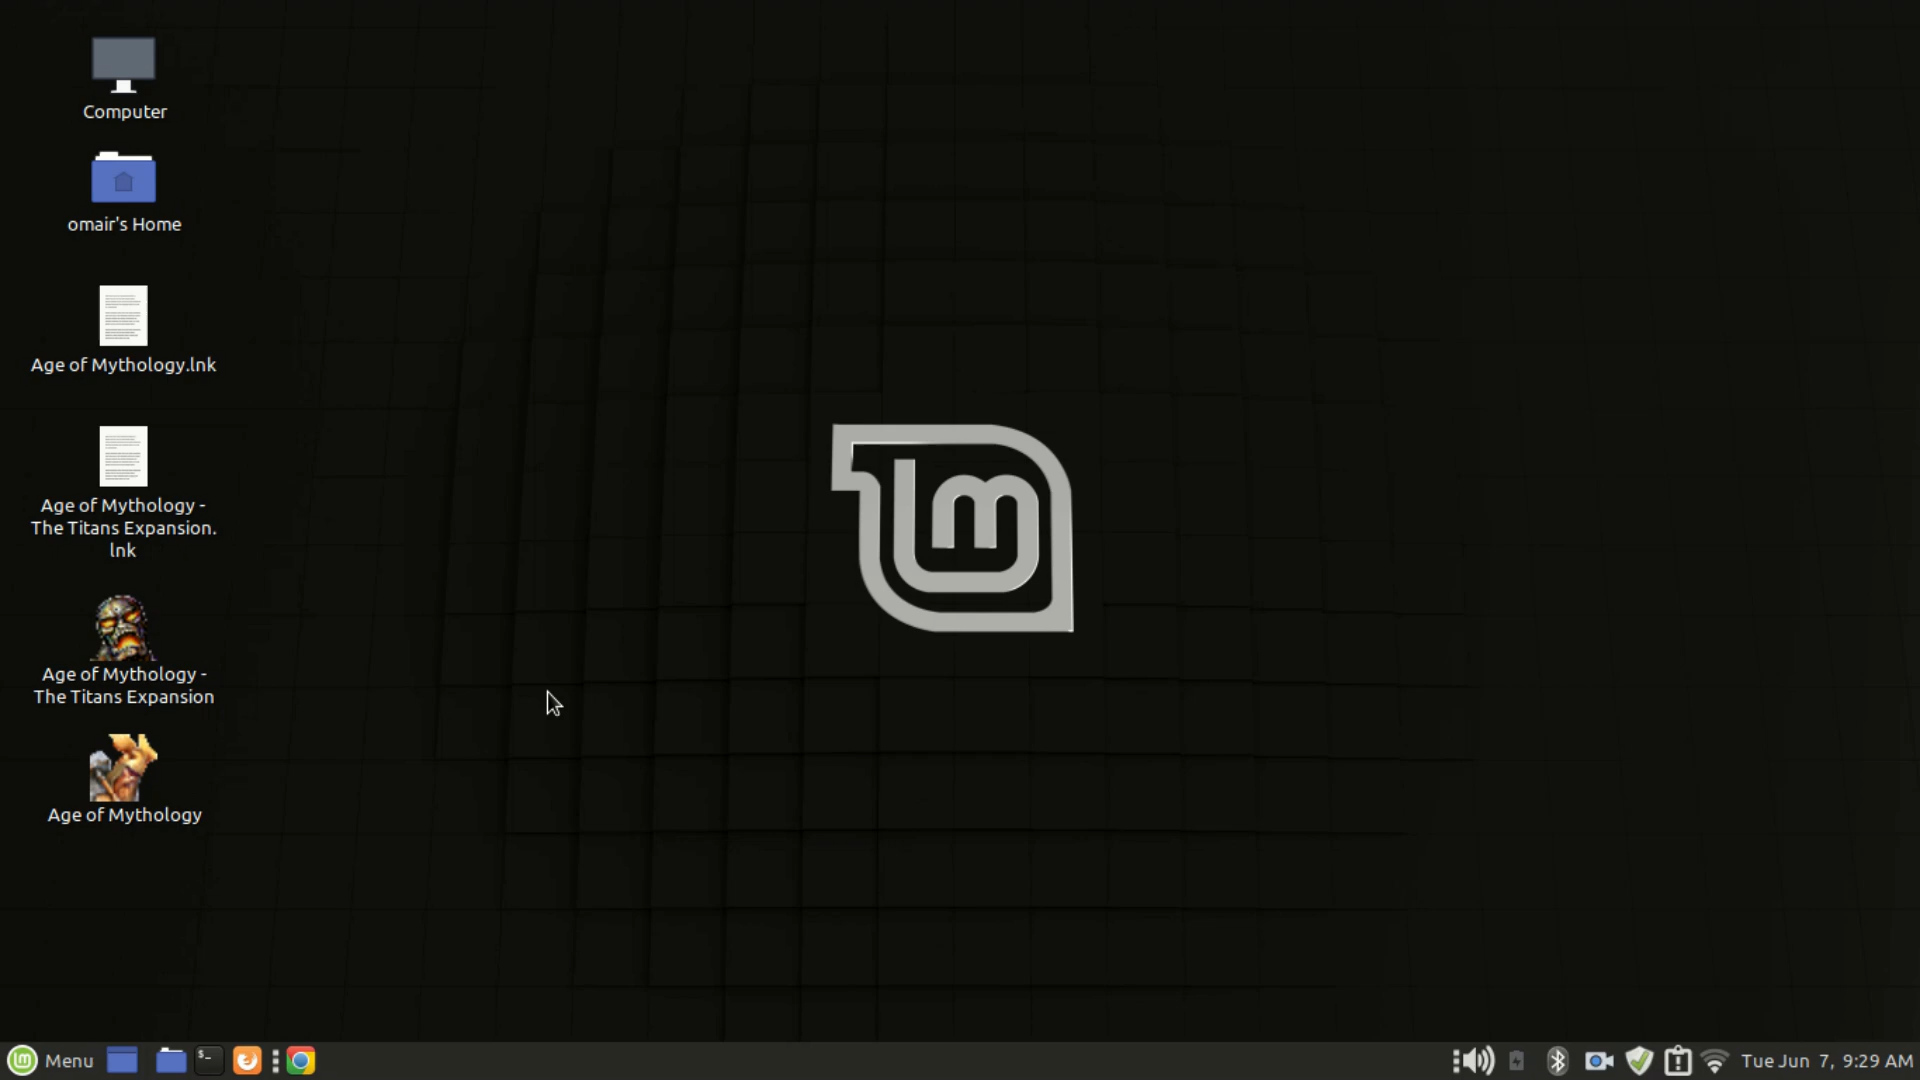 Computer
omair's Home
Age of Mythology.lnk
Age of Mythology -
The Titans Expansion.
lnk
Age of Mythology -
The Titans Expansion
Age of Mythology
lm
Menu
$_
Tue Jun 7, 9:29 AM